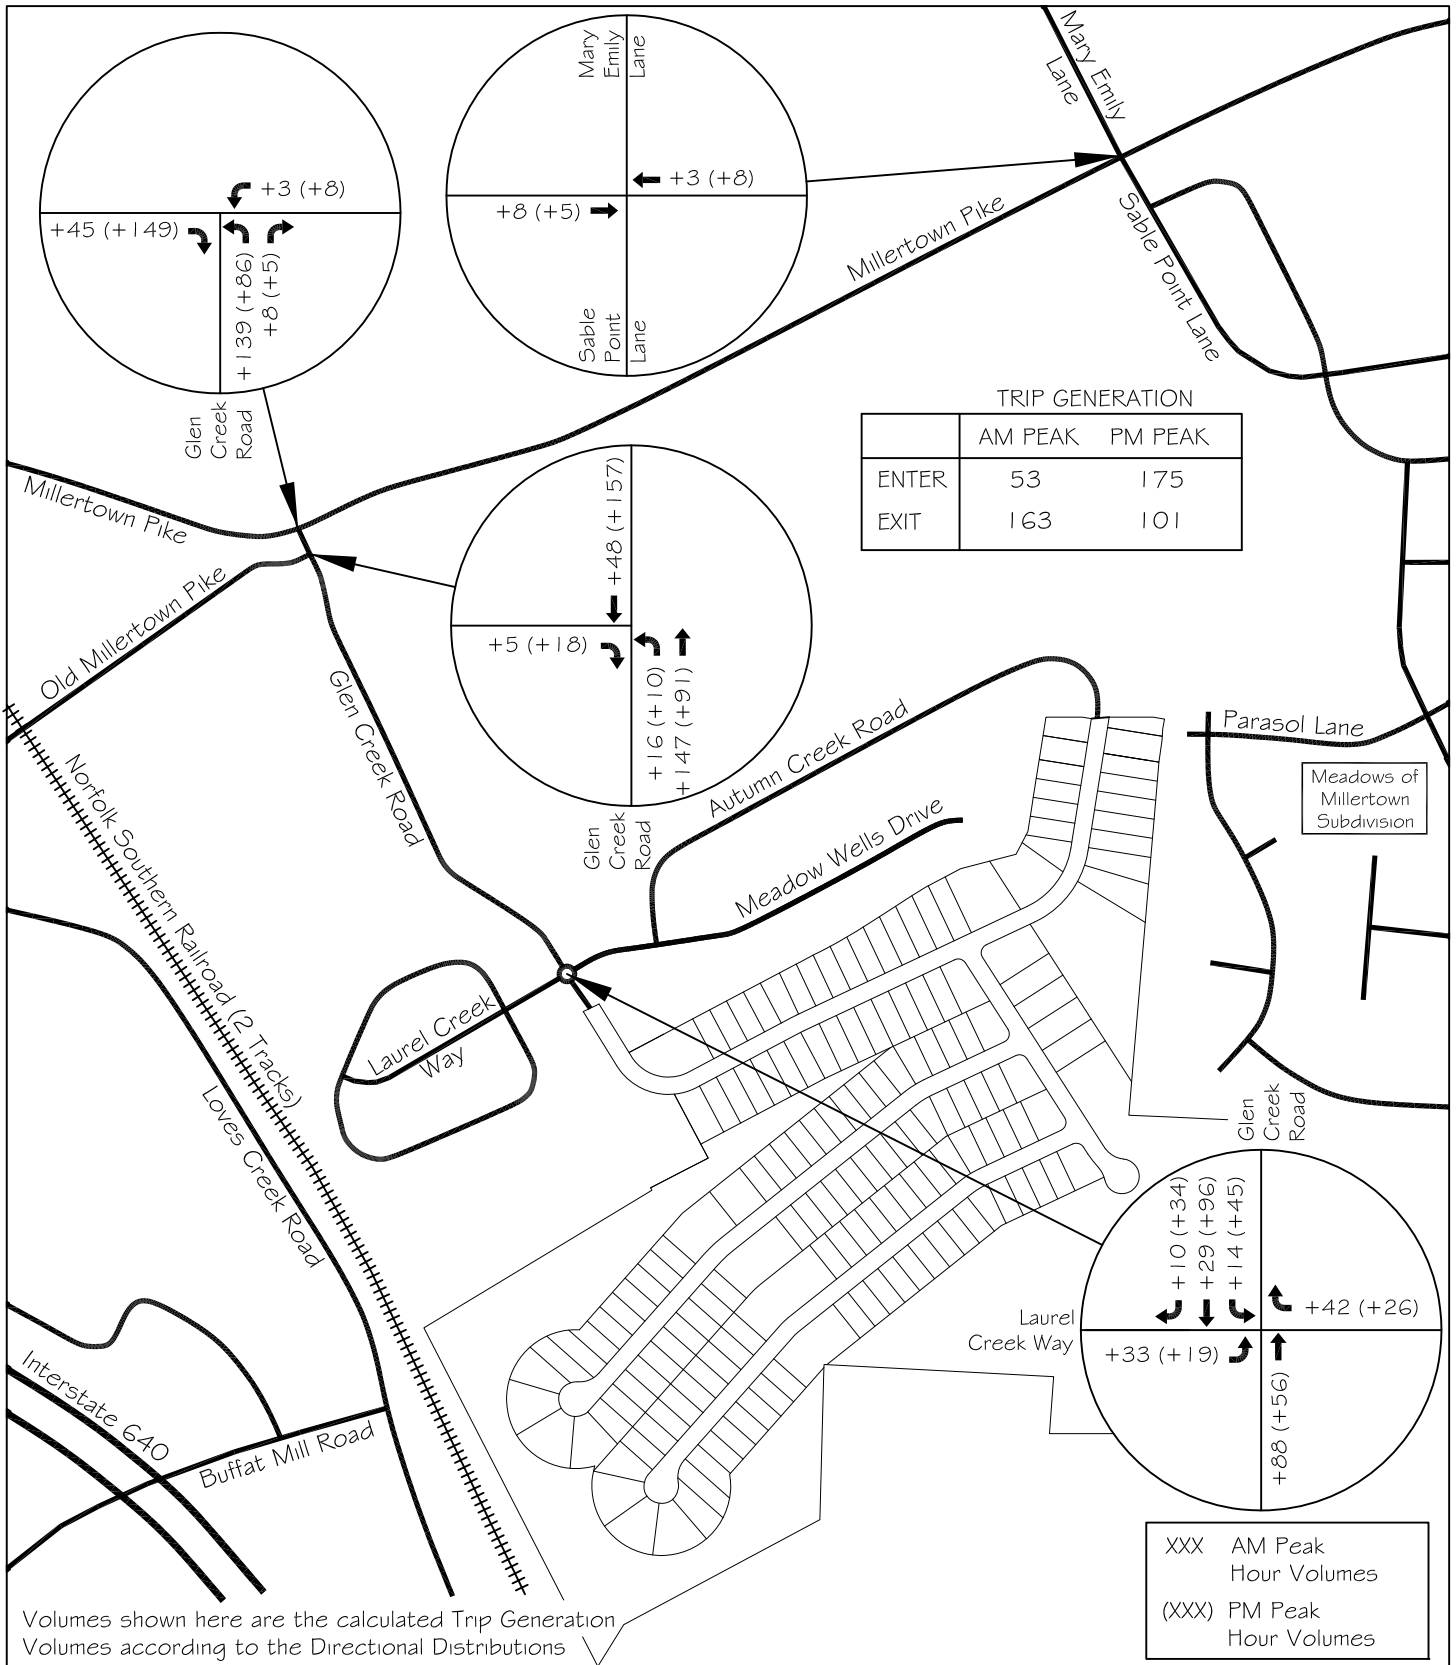 +3 (+8)
+45 (+149)
+139 (+86)
+8 (+5)
Glen
Creek
Road
Mary
Emily
Lane
+3 (+8)
+8 (+5)
Sable
Point
Lane
Mary Emily
Lane
Sable Point Lane
Millertown Pike
TRIP GENERATION
AM PEAK PM PEAK
ENTER 53 175
EXIT 163 101
Millertown Pike
Old Millertown Pike
+48 (+157)
+5 (+18)
+16 (+10)
+147 (+91)
Glen
Creek
Road
Glen Creek Road
Norfolk Southern Railroad (2 Tracks)
Autumn Creek Road
Meadow Wells Drive
Parasol Lane
Meadows of
Millertown
Subdivision
Laurel Creek
Way
Loves Creek Road
Glen
Creek
Road
+10 (+34)
+29 (+96)
+14 (+45)
+42 (+26)
Laurel
Creek Way
+33 (+19)
+88 (+56)
Interstate 640
Buffat Mill Road
XXX AM Peak
Hour Volumes
(XXX) PM Peak
Hour Volumes
Volumes shown here are the calculated Trip Generation
Volumes according to the Directional Distributions